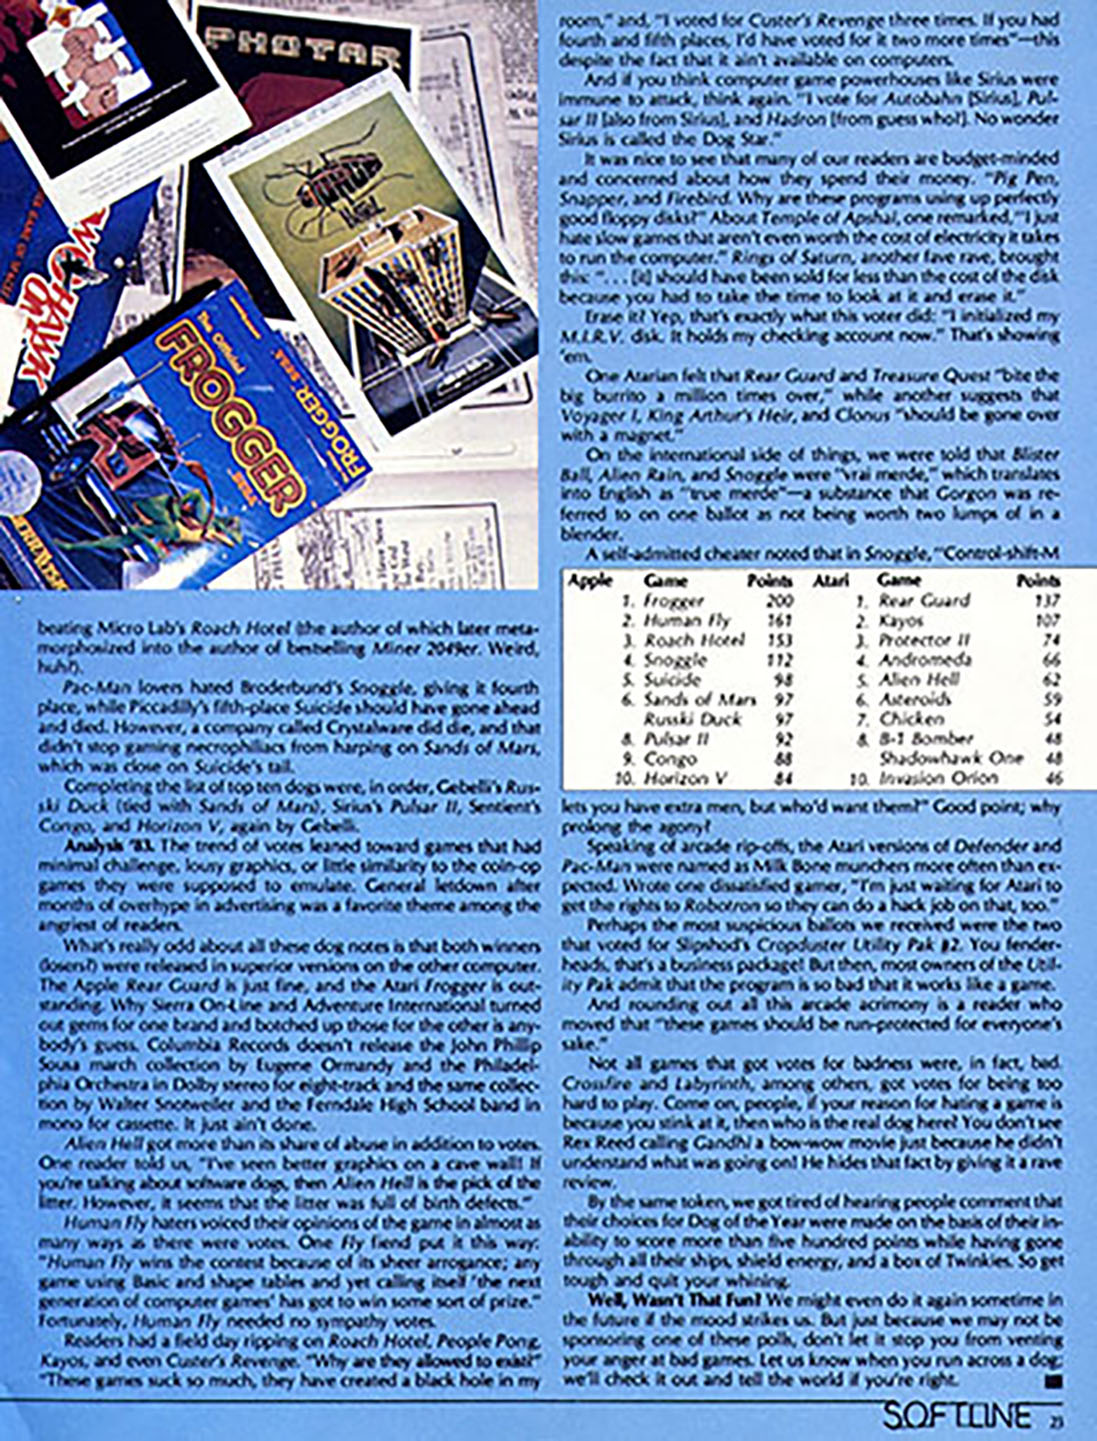 PHOTAR
ROACH
HOTEL
HAWK
The Official
FROGGER
FROGGER
beating Micro Lab's Roach Hotel (the author of which later meta-
morphosized into the author of bestselling Miner 2049er. Weird,
huh?).
Pac-Man lovers hated Broderbund's Snoggle, giving it fourth
place, while Piccadilly's fifth-place Suicide should have gone ahead
and died. However, a company called Crystalware did die, and that
didn't stop gaming necrophiliacs from harping on Sands of Mars,
which was close on Suicide's tail.
Completing the list of top ten dogs were, in order, Gebelli's Rus-
ski Duck (tied with Sands of Mars), Sirius's Pulsar II, Sentient's
Congo, and Horizon V, again by Gebelli.
Analysis '83. The trend of votes leaned toward games that had
minimal challenge, lousy graphics, or little similarity to the coin-op
games they were supposed to emulate. General letdown after
months of overhype in advertising was a favorite theme among the
angriest of readers.
What's really odd about all these dog notes is that both winners
(losers?) were released in superior versions on the other computer.
The Apple Rear Guard is just fine, and the Atari Frogger is out-
standing. Why Sierra On-Line and Adventure International turned
out gems for one brand and botched up those for the other is any-
body's guess. Columbia Records doesn't release the John Phillip
Sousa march collection by Eugene Ormandy and the Philadel-
phia Orchestra in Dolby stereo for eight-track and the same collec-
tion by Walter Snotweiler and the Ferndale High School band in
mono for cassette. It just ain't done.
Alien Hell got more than its share of abuse in addition to votes.
One reader told us, "I've seen better graphics on a cave wall! If
you're talking about software dogs, then Alien Hell is the pick of the
litter. However, it seems that the litter was full of birth defects."
Human Fly haters voiced their opinions of the game in almost as
many ways as there were votes. One Fly fiend put it this way:
"Human Fly wins the contest because of its sheer arrogance; any
game using Basic and shape tables and yet calling itself 'the next
generation of computer games' has got to win some sort of prize."
Fortunately, Human Fly needed no sympathy votes.
Readers had a field day ripping on Roach Hotel, People Pong,
Kayos, and even Custer's Revenge. "Why are they allowed to exist?"
"These games suck so much, they have created a black hole in my
room," and, "I voted for Custer's Revenge three times. If you had
fourth and fifth places, I'd have voted for it two more times"—this
despite the fact that it ain't available on computers.
And if you think computer game powerhouses like Sirius were
immune to attack, think again. "I vote for Autobahn [Sirius], Pul-
sar II [also from Sirius], and Hadron [from guess who?]. No wonder
Sirius is called the Dog Star."
It was nice to see that many of our readers are budget-minded
and concerned about how they spend their money. "Pig Pen,
Snapper, and Firebird. Why are these programs using up perfectly
good floppy disks?" About Temple of Apshai, one remarked, "I just
hate slow games that aren't even worth the cost of electricity it takes
to run the computer." Rings of Saturn, another fave rave, brought
this: ". . . [it] should have been sold for less than the cost of the disk
because you had to take the time to look at it and erase it."
Erase it? Yep, that's exactly what this voter did: "I initialized my
M.I.R.V. disk. It holds my checking account now." That's showing
'em.
One Atarian felt that Rear Guard and Treasure Quest "bite the
big burrito a million times over," while another suggests that
Voyager I, King Arthur's Heir, and Clonus "should be gone over
with a magnet."
On the international side of things, we were told that Blister
Ball, Alien Rain, and Snoggle were "vrai merde," which translates
into English as "true merde"—a substance that Gorgon was re-
ferred to on one ballot as not being worth two lumps of in a
blender.
A self-admitted cheater noted that in Snoggle, "Control-shift-M
Apple Game Points Atari Game Points
1. Frogger 200 1. Rear Guard 137
2. Human Fly 161 2. Kayos 107
3. Roach Hotel 153 3. Protector II 74
4. Snoggle 112 4. Andromeda 66
5. Suicide 98 5. Alien Hell 62
6. Sands of Mars 97 6. Asteroids 59
Russki Duck 97 7. Chicken 54
8. Pulsar II 92 8. B-1 Bomber 48
9. Congo 88 Shadowhawk One 48
10. Horizon V 84 10. Invasion Orion 46
lets you have extra men, but who'd want them?" Good point; why
prolong the agony?
Speaking of arcade rip-offs, the Atari versions of Defender and
Pac-Man were named as Milk Bone munchers more often than ex-
pected. Wrote one dissatisfied gamer, "I'm just waiting for Atari to
get the rights to Robotron so they can do a hack job on that, too."
Perhaps the most suspicious ballots we received were the two
that voted for Slipshod's Cropduster Utility Pak #2. You fender-
heads, that's a business package! But then, most owners of the Util-
ity Pak admit that the program is so bad that it works like a game.
And rounding out all this arcade acrimony is a reader who
moved that "these games should be run-protected for everyone's
sake."
Not all games that got votes for badness were, in fact, bad.
Crossfire and Labyrinth, among others, got votes for being too
hard to play. Come on, people, if your reason for hating a game is
because you stink at it, then who is the real dog here? You don't see
Rex Reed calling Gandhi a bow-wow movie just because he didn't
understand what was going on! He hides that fact by giving it a rave
review.
By the same token, we got tired of hearing people comment that
their choices for Dog of the Year were made on the basis of their in-
ability to score more than five hundred points while having gone
through all their ships, shield energy, and a box of Twinkies. So get
tough and quit your whining.
Well, Wasn't That Fun? We might even do it again sometime in
the future if the mood strikes us. But just because we may not be
sponsoring one of these polls, don't let it stop you from venting
your anger at bad games. Let us know when you run across a dog;
we'll check it out and tell the world if you're right.
SOFTLINE 23